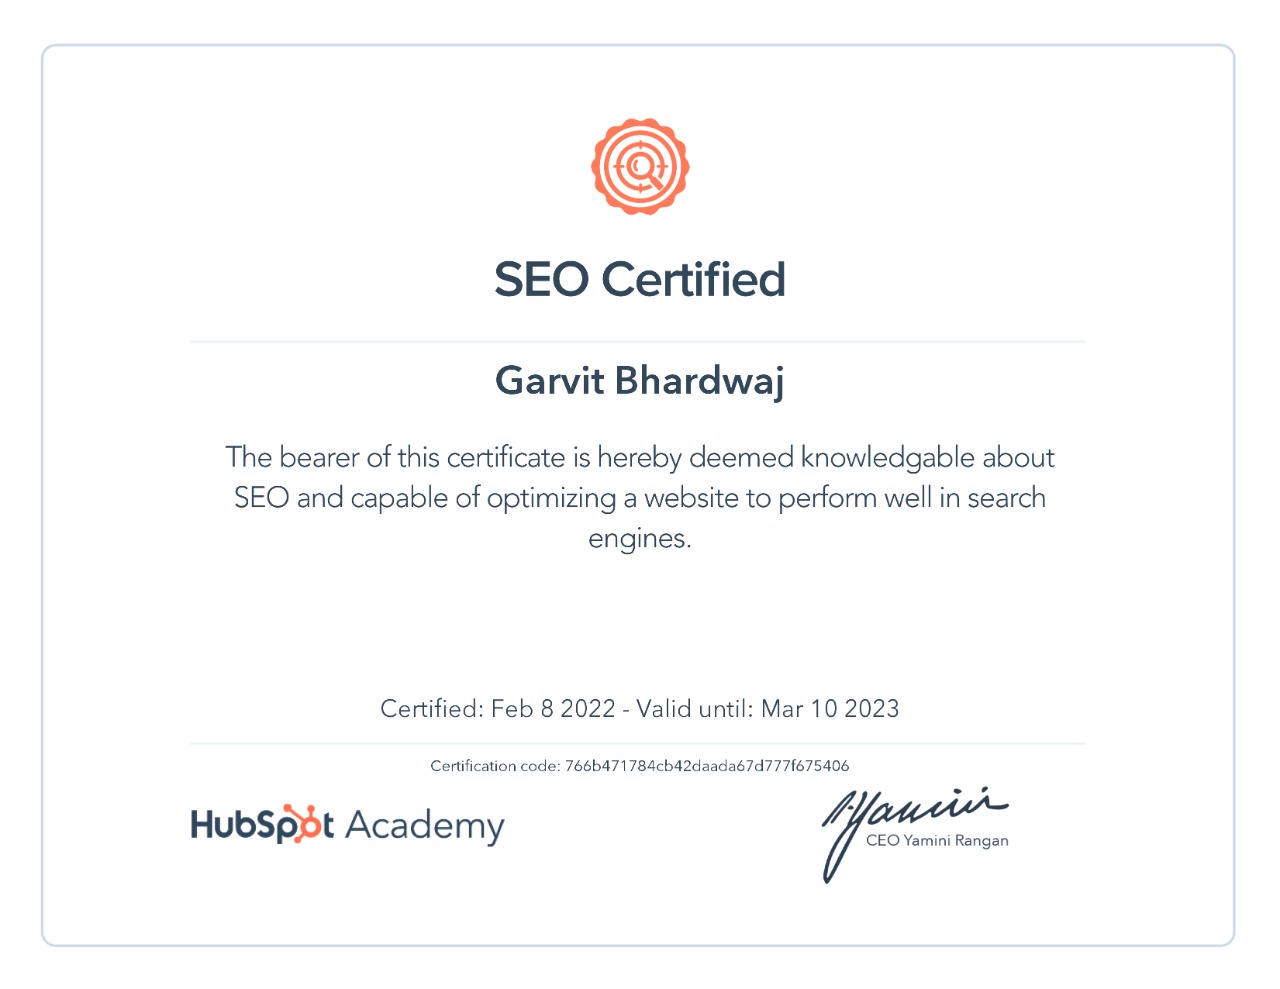 SEO Certified
Garvit Bhardwaj
The bearer of this certificate is hereby deemed knowledgable about
SEO and capable of optimizing a website to perform well in search
engines.
Certified: Feb 8 2022 - Valid until: Mar 10 2023
Certification code: 766b471784cb42daada67d777f675406
HubSpot Academy
Yamini
CEO Yamini Rangan